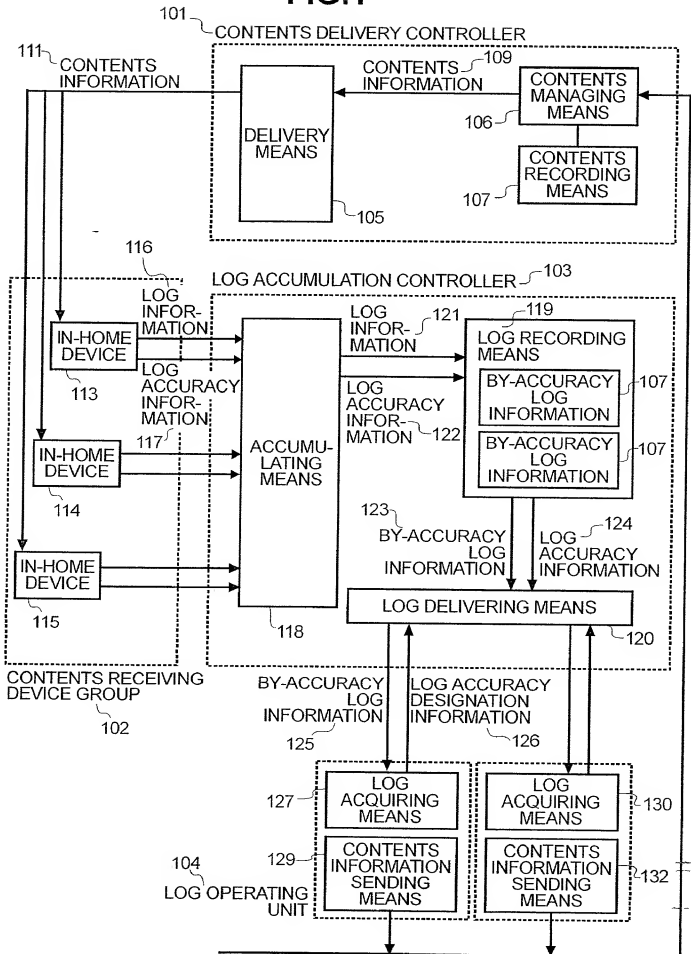 101
CONTENTS DELIVERY CONTROLLER
111
CONTENTS
INFORMATION
CONTENTS 109
INFORMATION
CONTENTS
MANAGING
MEANS
106
DELIVERY
MEANS
105
CONTENTS
RECORDING
MEANS
107
116
LOG
INFOR-
MATION
LOG ACCUMULATION CONTROLLER 103
IN-HOME
DEVICE
113
LOG
ACCURACY
INFOR-
MATION
117
IN-HOME
DEVICE
114
IN-HOME
DEVICE
115
CONTENTS RECEIVING
DEVICE GROUP
102
ACCUMU-
LATING
MEANS
118
LOG
INFOR-
MATION
121
LOG
ACCURACY
INFOR-
MATION
122
119
LOG RECORDING
MEANS
BY-ACCURACY
LOG
INFORMATION
107
BY-ACCURACY
LOG
INFORMATION
107
123
BY-ACCURACY
LOG
INFORMATION
124
LOG
ACCURACY
INFORMATION
LOG DELIVERING MEANS
120
BY-ACCURACY
LOG
INFORMATION
125
LOG ACCURACY
DESIGNATION
INFORMATION
126
LOG
ACQUIRING
MEANS
127
LOG
ACQUIRING
MEANS
130
CONTENTS
INFORMATION
SENDING MEANS
129
CONTENTS
INFORMATION
SENDING MEANS
132
104
LOG OPERATING
UNIT